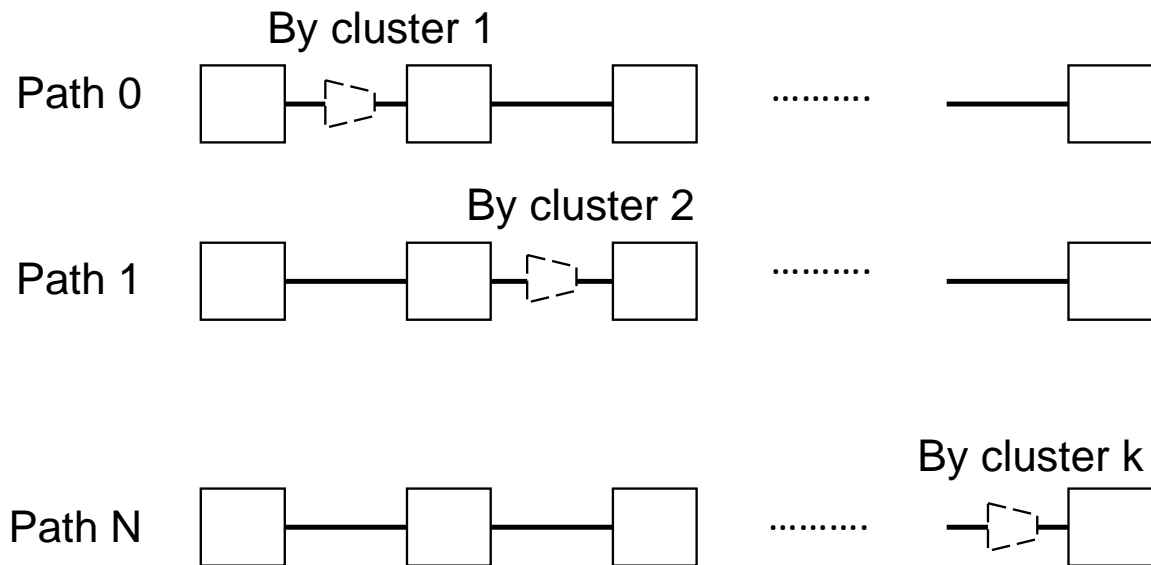 By cluster 1
Path 0
..........
By cluster 2
Path 1
..........
By cluster k
Path N
..........